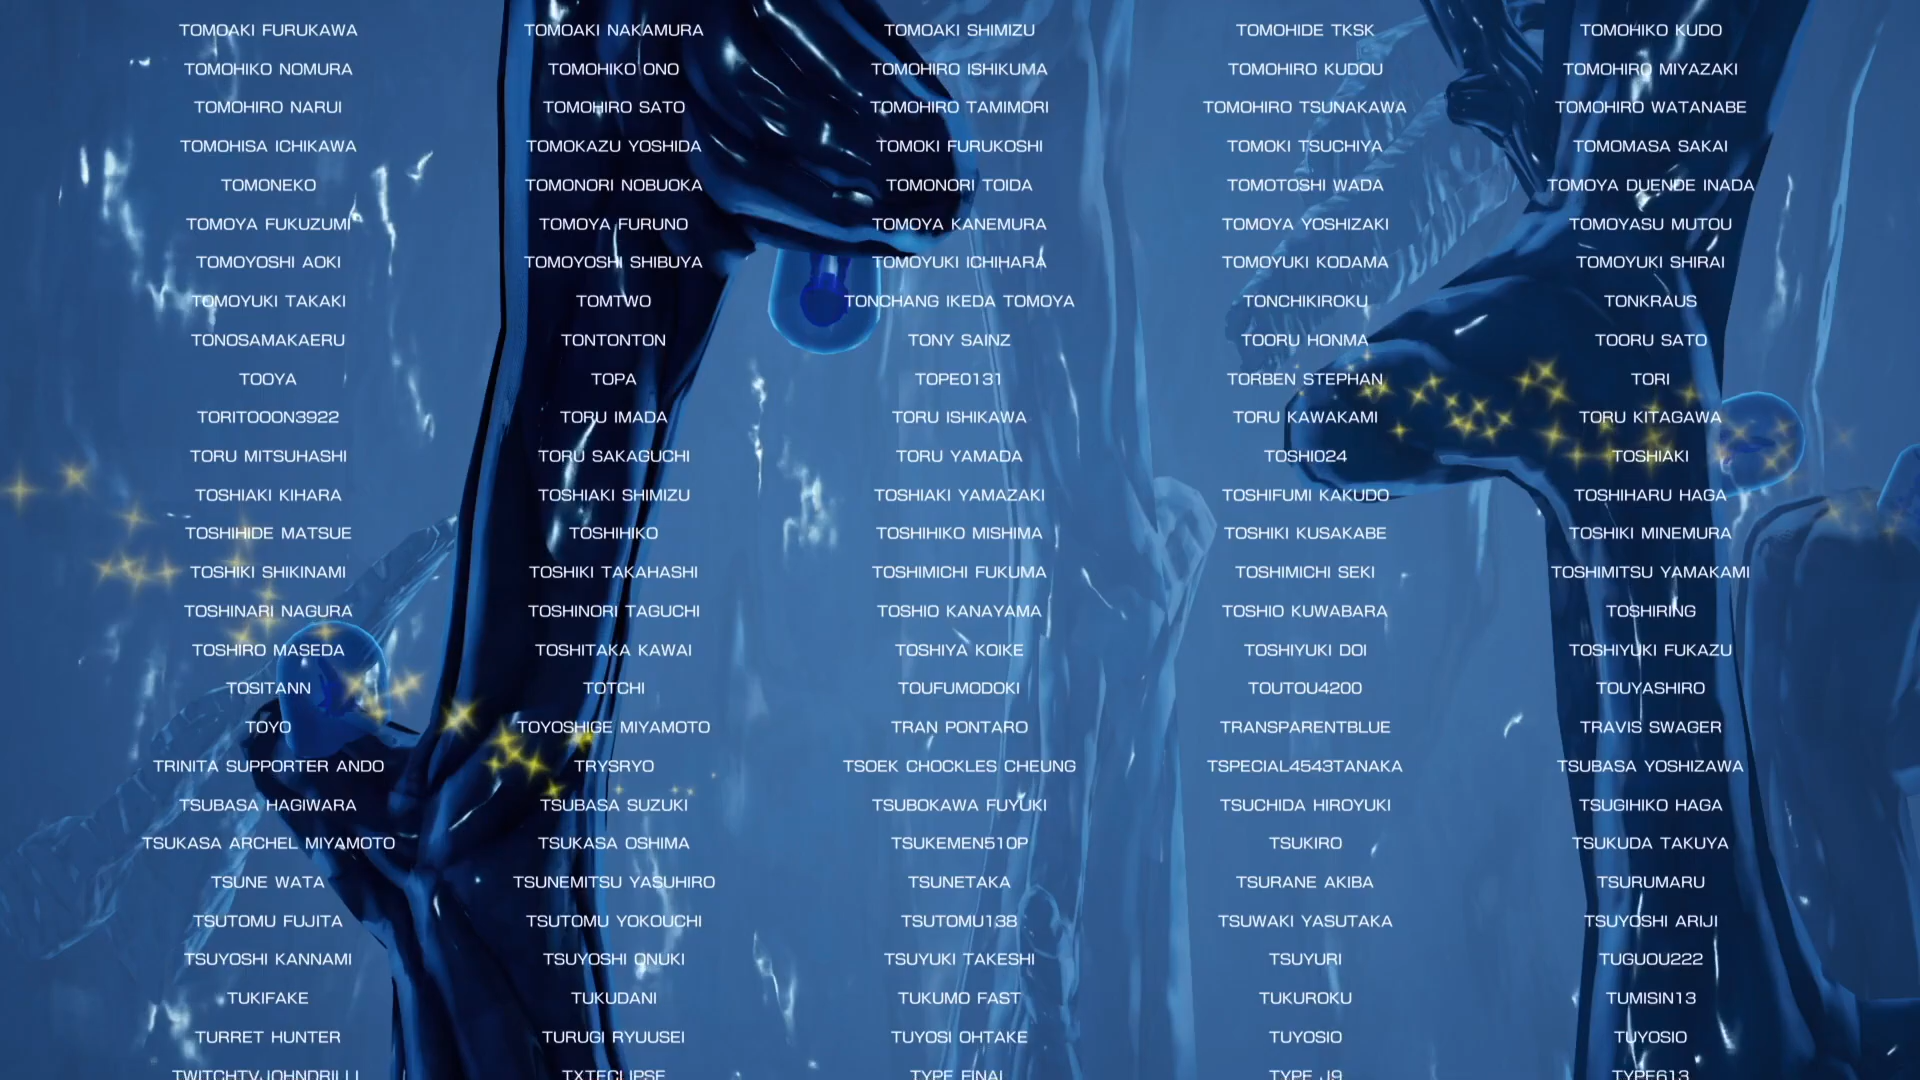 TOMOAKI FURUKAWA TOMOAKI NAKAMURA TOMOAKI SHIMIZU TOMOHIDE TKSK TOMOHIKO KUDO
TOMOHIKO NOMURA TOMOHIKO ONO TOMOHIRO ISHIKUMA TOMOHIRO KUDOU TOMOHIRO MIYAZAKI
TOMOHIRO NARUI TOMOHIRO SATO TOMOHIRO TAMIMORI TOMOHIRO TSUNAKAWA TOMOHIRO WATANABE
TOMOHISA ICHIKAWA TOMOKAZU YOSHIDA TOMOKI FURUKOSHI TOMOKI TSUCHIYA TOMOMASA SAKAI
TOMONEKO TOMONORI NOBUOKA TOMONORI TOIDA TOMOTOSHI WADA TOMOYA DUENDE INADA
TOMOYA FUKUZUMI TOMOYA FURUNO TOMOYA KANEMURA TOMOYA YOSHIZAKI TOMOYASU MUTOU
TOMOYOSHI AOKI TOMOYOSHI SHIBUYA TOMOYUKI ICHIHARA TOMOYUKI KODAMA TOMOYUKI SHIRAI
TOMOYUKI TAKAKI TOMTWO TONCHANG IKEDA TOMOYA TONCHIKIROKU TONKRAUS
TONOSAMAKAERU TONTONTON TONY SAINZ TOORU HONMA TOORU SATO
TOOYA TOPA TOPE0131 TORBEN STEPHAN TORI
TORITOOON3922 TORU IMADA TORU ISHIKAWA TORU KAWAKAMI TORU KITAGAWA
TORU MITSUHASHI TORU SAKAGUCHI TORU YAMADA TOSHI024 TOSHIAKI
TOSHIAKI KIHARA TOSHIAKI SHIMIZU TOSHIAKI YAMAZAKI TOSHIFUMI KAKUDO TOSHIHARU HAGA
TOSHIHIDE MATSUE TOSHIHIKO TOSHIHIKO MISHIMA TOSHIKI KUSAKABE TOSHIKI MINEMURA
TOSHIKI SHIKINAMI TOSHIKI TAKAHASHI TOSHIMICHI FUKUMA TOSHIMICHI SEKI TOSHIMITSU YAMAKAMI
TOSHINARI NAGURA TOSHINORI TAGUCHI TOSHIO KANAYAMA TOSHIO KUWABARA TOSHIRING
TOSHIRO MASEDA TOSHITAKA KAWAI TOSHIYA KOIKE TOSHIYUKI DOI TOSHIYUKI FUKAZU
TOSITANN TOTCHI TOUFUMODOKI TOUTOU4200 TOUYASHIRO
TOYO TOYOSHIGE MIYAMOTO TRAN PONTARO TRANSPARENTBLUE TRAVIS SWAGER
TRINITA SUPPORTER ANDO TRYSRYO TSOEK CHOCKLES CHEUNG TSPECIAL4543TANAKA TSUBASA YOSHIZAWA
TSUBASA HAGIWARA TSUBASA SUZUKI TSUBOKAWA FUYUKI TSUCHIDA HIROYUKI TSUGIHIKO HAGA
TSUKASA ARCHEL MIYAMOTO TSUKASA OSHIMA TSUKEMEN510P TSUKIRO TSUKUDA TAKUYA
TSUNE WATA TSUNEMITSU YASUHIRO TSUNETAKA TSURANE AKIBA TSURUMARU
TSUTOMU FUJITA TSUTOMU YOKOUCHI TSUTOMU138 TSUWAKI YASUTAKA TSUYOSHI ARIJI
TSUYOSHI KANNAMI TSUYOSHI ONUKI TSUYUKI TAKESHI TSUYURI TUGUOU222
TUKIFAKE TUKUDANI TUKUMO FAST TUKUROKU TUMISIN13
TURRET HUNTER TURUGI RYUUSEI TUYOSI OHTAKE TUYOSIO TUYOSIO
TWITCHTVJOHNDRILLL TXTECLIPSE TYPE FINAL TYPE J9 TYPE613